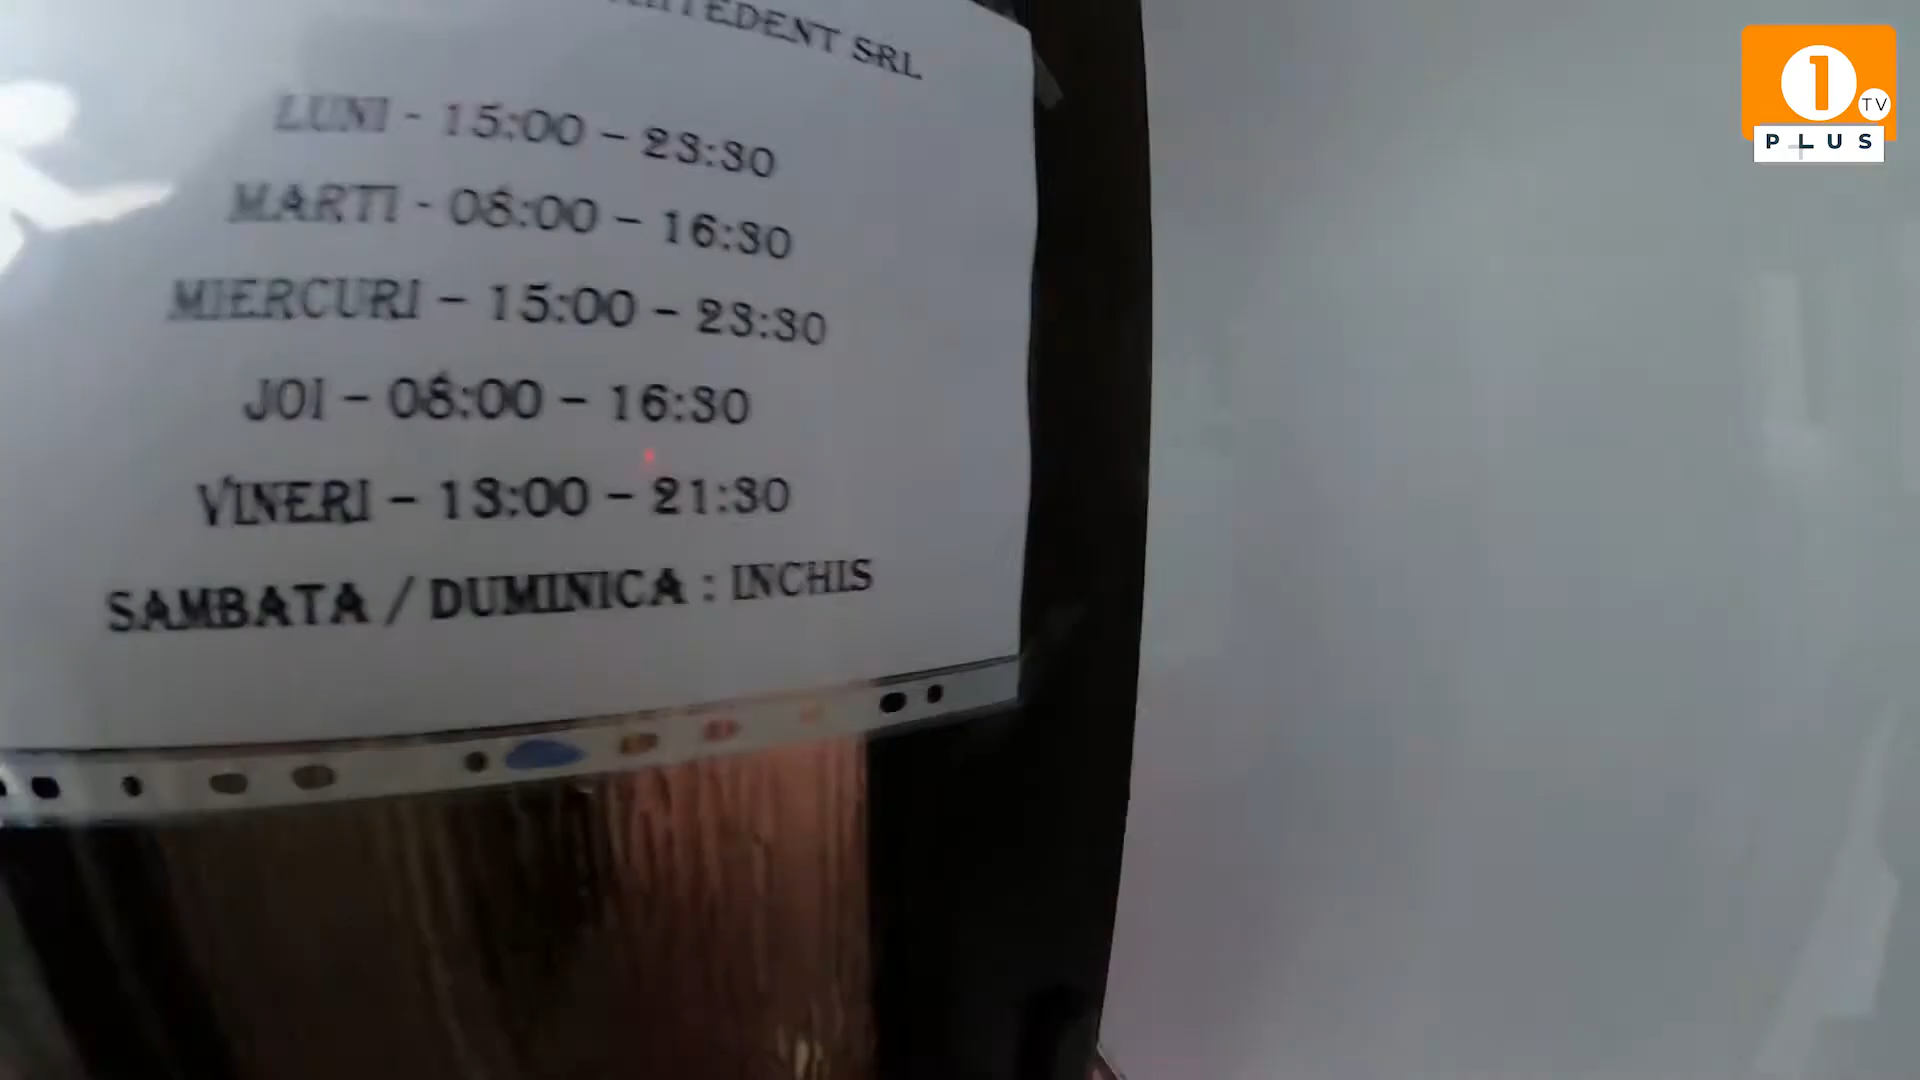 SRL
LUNI - 15:00 - 23:30
MARTI - 08:00 - 16:30
MIERCURI - 15:00 - 23:30
JOI - 08:00 - 16:30
VINERI - 13:00 - 21:30
SAMBATA / DUMINICA : INCHIS
1 TV
PLUS